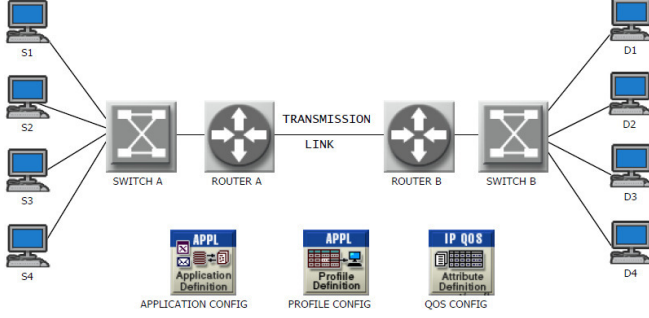 S1
S2
S3
S4
SWITCH A
ROUTER A
TRANSMISSION
LINK
ROUTER B
SWITCH B
D1
D2
D3
D4
APPL
Application
Definition
APPLICATION CONFIG
APPL
Profile
Definition
PROFILE CONFIG
IP QOS
Attribute
Definition
QOS CONFIG